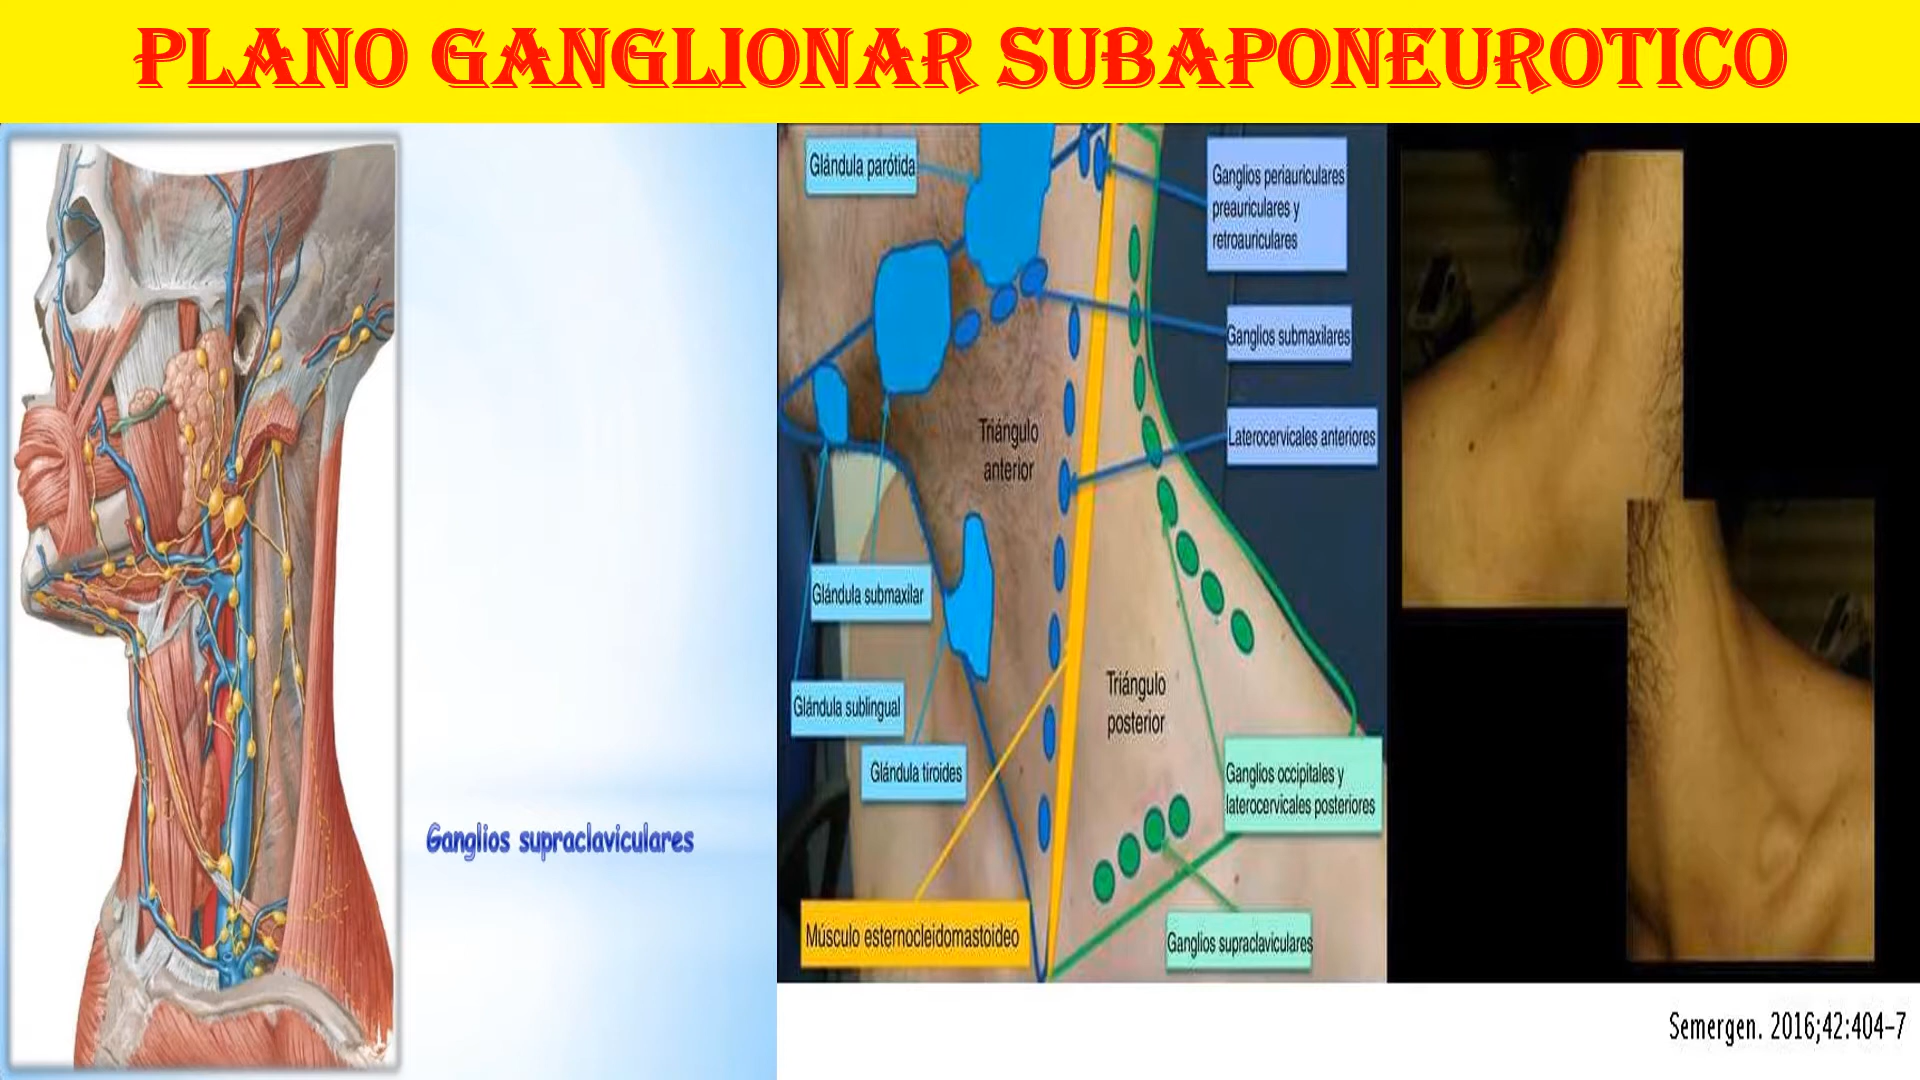 PLANO GANGLIONAR SUBAPONEUROTICO
Ganglios supraclaviculares
Glándula parótida
Ganglios periauriculares
preauriculares y
retroauriculares
Ganglios submaxilares
Laterocervicales anteriores
Triángulo
anterior
Glándula submaxilar
Glándula sublingual
Glándula tiroides
Triángulo
posterior
Ganglios occipitales y
laterocervicales posteriores
Músculo esternocleidomastoideo
Ganglios supraclaviculares
Semergen. 2016;42:404-7